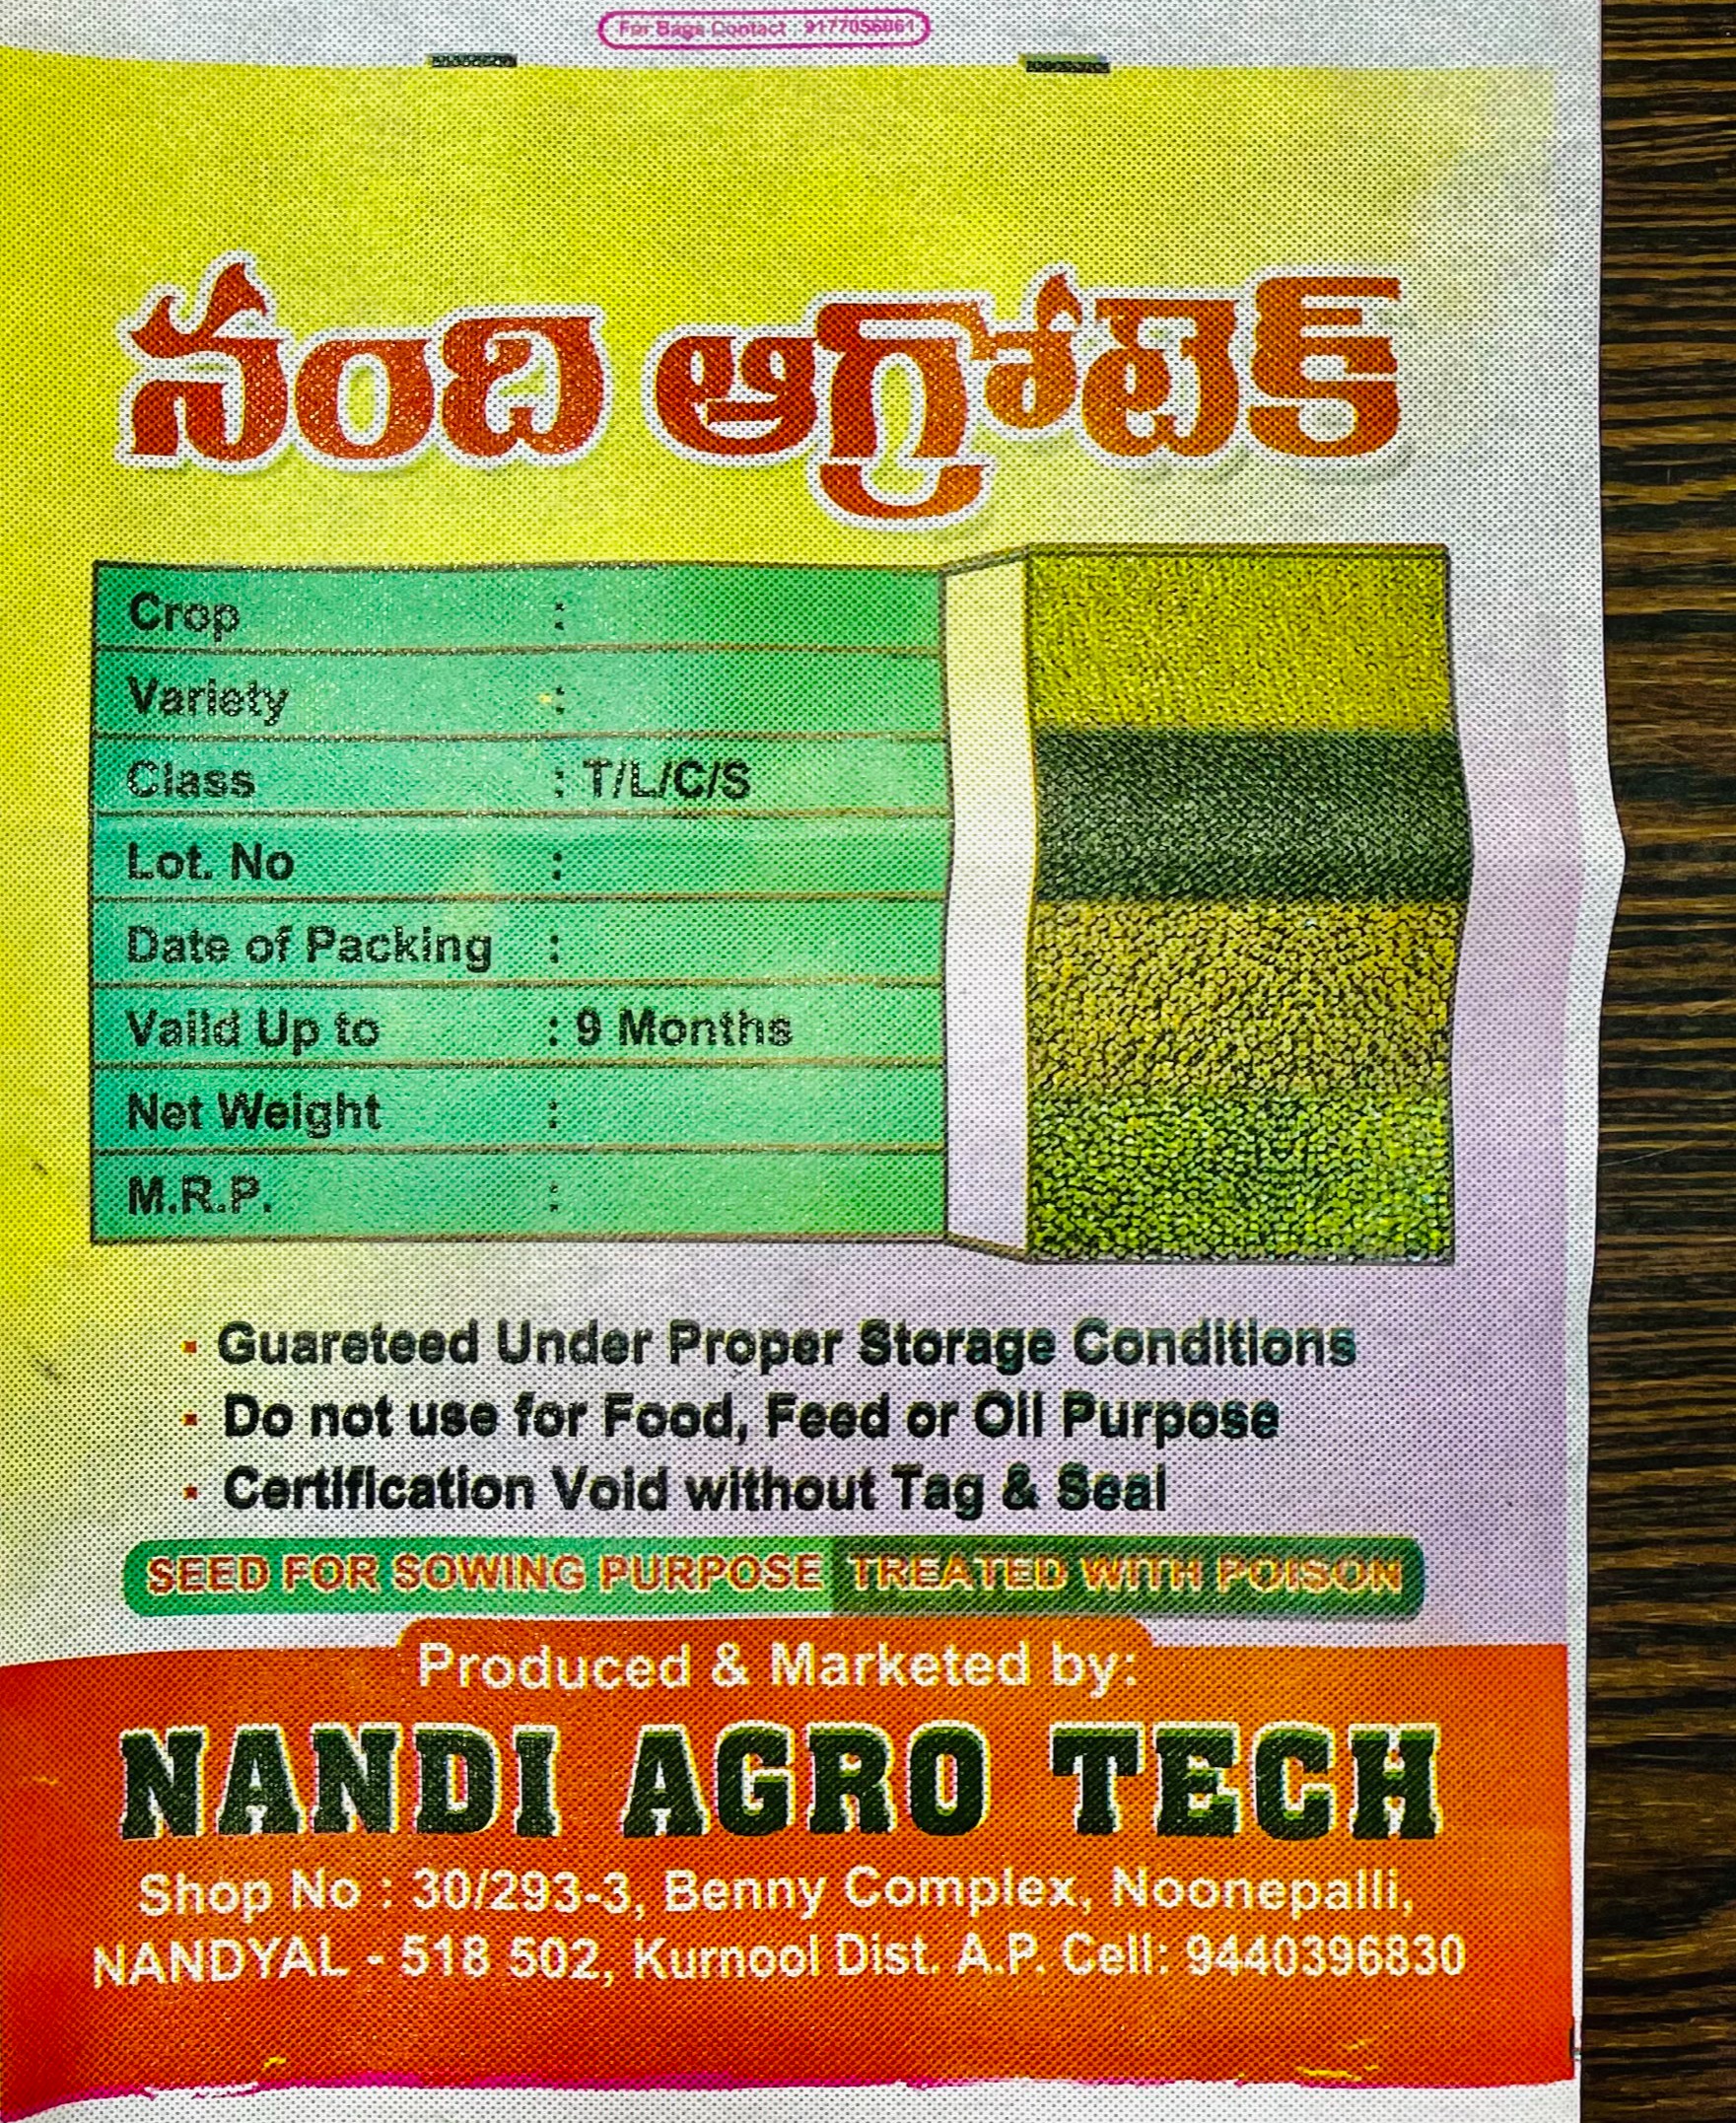 For Bags Contact 9177056061
నంది ఆగ్రోటెక్
Crop :
Variety :
Class : T/L/C/S
Lot. No :
Date of Packing :
Vaild Up to : 9 Months
Net Weight :
M.R.P. :
Guareteed Under Proper Storage Conditions
Do not use for Food, Feed or Oil Purpose
Certification Void without Tag & Seal
SEED FOR SOWING PURPOSE TREATED WITH POISON
Produced & Marketed by:
NANDI AGRO TECH
Shop No : 30/293-3, Benny Complex, Noonepalli,
NANDYAL - 518 502, Kurnool Dist. A.P. Cell: 9440396830